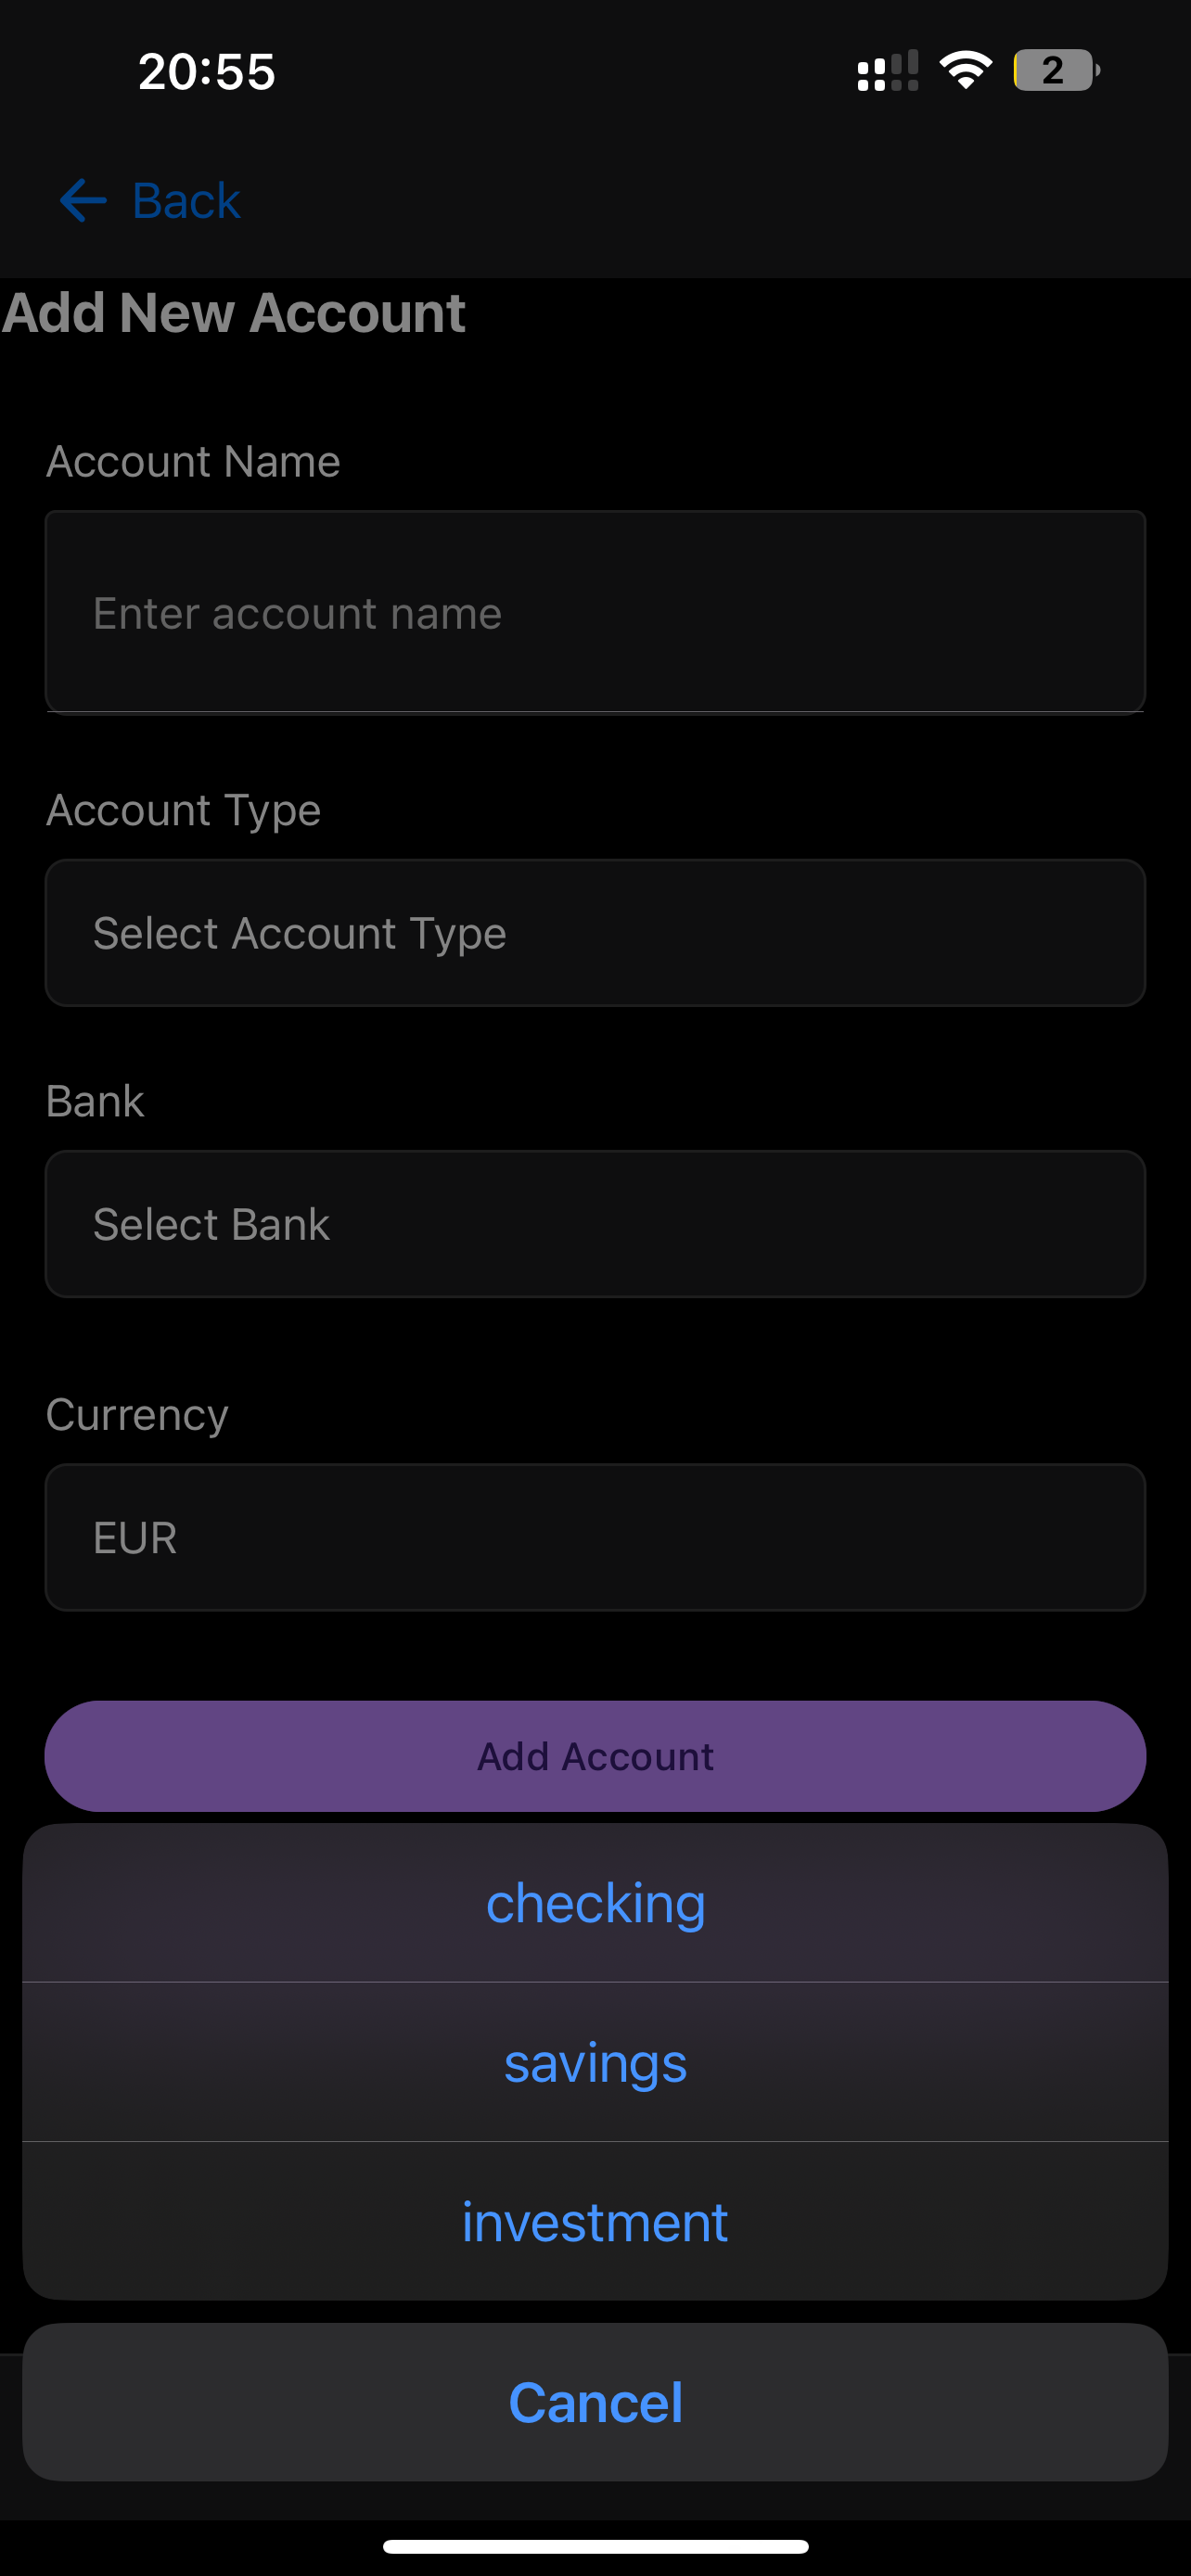 20:55
2
Back
Add New Account
Account Name
Enter account name
Account Type
Select Account Type
Bank
Select Bank
Currency
EUR
Add Account
checking
savings
investment
Cancel